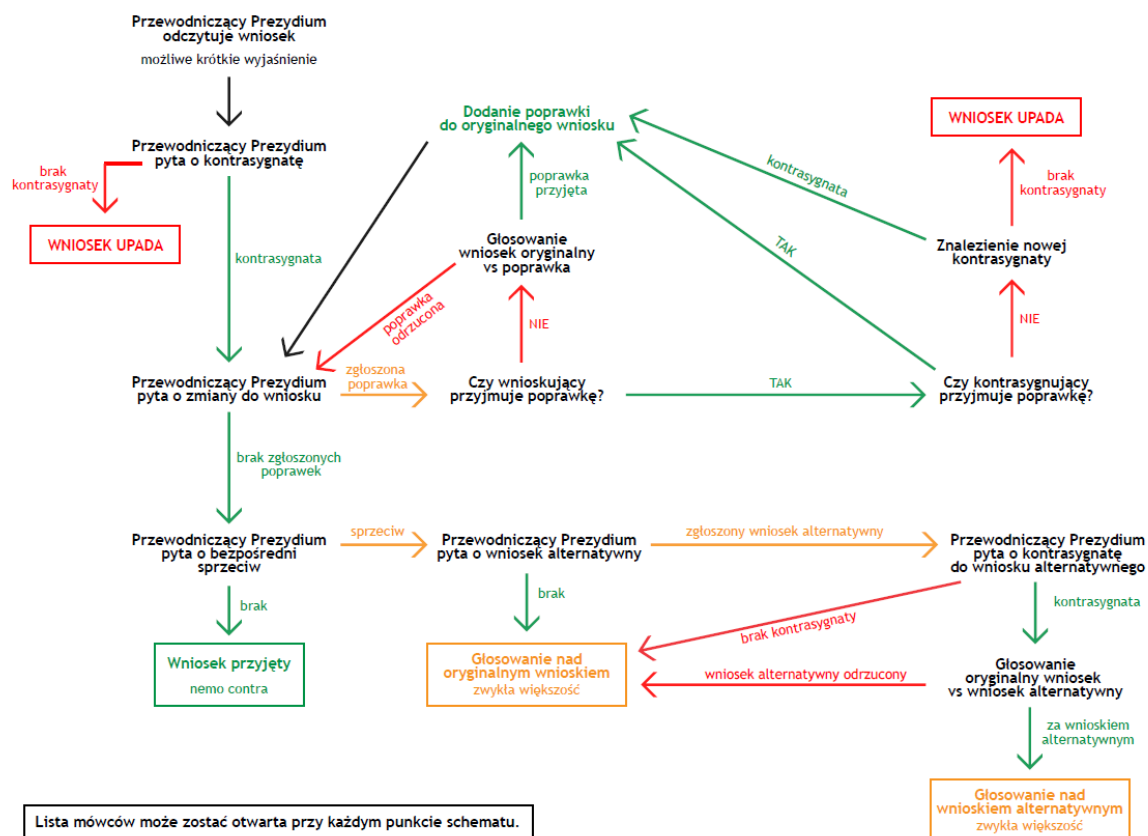 Przewodniczący Prezydium
odczytuje wniosek
możliwe krótkie wyjaśnienie
Przewodniczący Prezydium
pyta o kontrasygnatę
brak
kontrasygnaty
WNIOSEK UPADA
kontrasygnata
Dodanie poprawki
do oryginalnego wniosku
poprawka
przyjęta
Głosowanie
wniosek oryginalny
vs poprawka
poprawka
odrzucona
NIE
kontrasygnata
TAK
WNIOSEK UPADA
brak
kontrasygnaty
Znalezienie nowej
kontrasygnaty
NIE
Przewodniczący Prezydium
pyta o zmiany do wniosku
zgłoszona
poprawka
Czy wnioskujący
przyjmuje poprawkę?
TAK
Czy kontrasygnujący
przyjmuje poprawkę?
brak zgłoszonych
poprawek
Przewodniczący Prezydium
pyta o bezpośredni
sprzeciw
sprzeciw
Przewodniczący Prezydium
pyta o wniosek alternatywny
zgłoszony wniosek alternatywny
Przewodniczący Prezydium
pyta o kontrasygnatę
do wniosku alternatywnego
brak
brak
brak kontrasygnaty
kontrasygnata
Wniosek przyjęty
nemo contra
Głosowanie nad
oryginalnym wnioskiem
zwykła większość
wniosek alternatywny odrzucony
Głosowanie
oryginalny wniosek
vs wniosek alternatywny
za wnioskiem
alternatywnym
Głosowanie nad
wnioskiem alternatywnym
zwykła większość
Lista mówców może zostać otwarta przy każdym punkcie schematu.